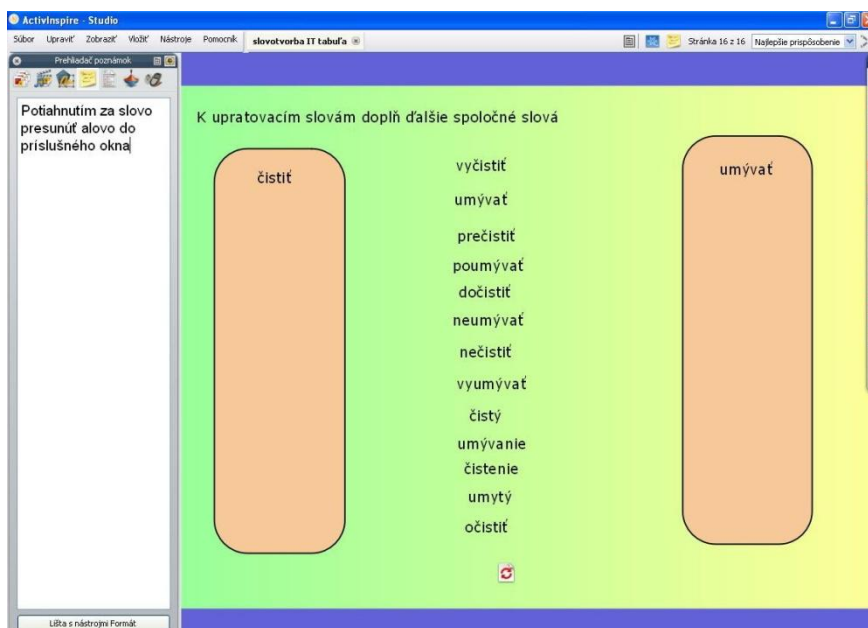 ActivInspire - Studio
Súbor Upraviť Zobraziť Vložiť Nástroje Pomocník slovotvorba IT tabuľa Stránka 16 z 16 Najlepšie prispôsobenie
Prehliadač poznámok
Potiahnutím za slovo
presunúť alovo do
príslušného okna
K upratovacím slovám doplň ďalšie spoločné slová
čistiť
umývať
vyčistiť
umývať
prečistiť
poumývať
dočistiť
neumývať
nečistiť
vyumývať
čistý
umývanie
čistenie
umytý
očistiť
Lišta s nástrojmi Formát